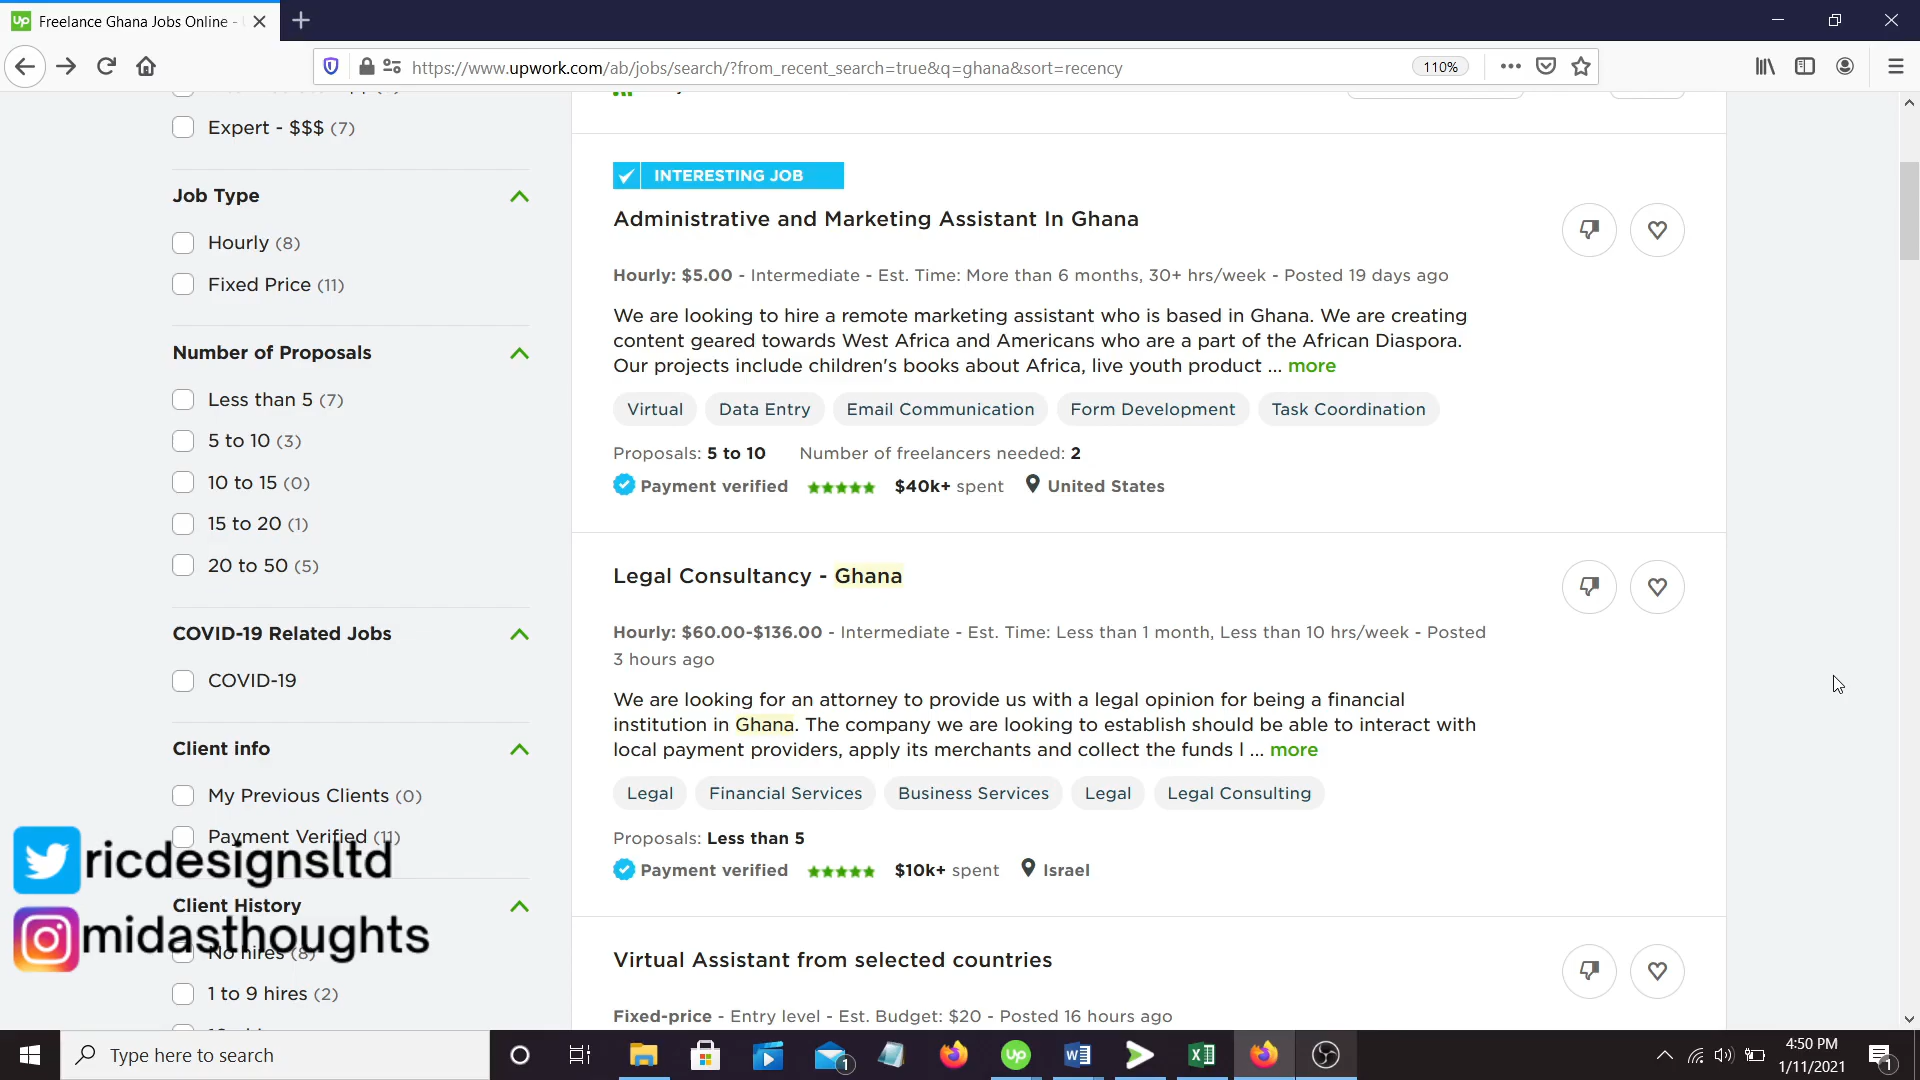 Freelance Ghana Jobs Online -
https://www.upwork.com/ab/jobs/search/?from_recent_search=true&q=ghana&sort=recency
110%
Expert - $$$ (7)
Job Type
Hourly (8)
Fixed Price (11)
Number of Proposals
Less than 5 (7)
5 to 10 (3)
10 to 15 (0)
15 to 20 (1)
20 to 50 (5)
COVID-19 Related Jobs
COVID-19
Client info
My Previous Clients (0)
Payment Verified (11)
ricdesignsltd
Client History
midasthoughts
No hires (8)
1 to 9 hires (2)
INTERESTING JOB
Administrative and Marketing Assistant In Ghana
Hourly: $5.00 - Intermediate - Est. Time: More than 6 months, 30+ hrs/week - Posted 19 days ago
We are looking to hire a remote marketing assistant who is based in Ghana. We are creating
content geared towards West Africa and Americans who are a part of the African Diaspora.
Our projects include children's books about Africa, live youth product ... more
Virtual Data Entry Email Communication Form Development Task Coordination
Proposals: 5 to 10 Number of freelancers needed: 2
Payment verified $40k+ spent United States
Legal Consultancy - Ghana
Hourly: $60.00-$136.00 - Intermediate - Est. Time: Less than 1 month, Less than 10 hrs/week - Posted
3 hours ago
We are looking for an attorney to provide us with a legal opinion for being a financial
institution in Ghana. The company we are looking to establish should be able to interact with
local payment providers, apply its merchants and collect the funds l ... more
Legal Financial Services Business Services Legal Legal Consulting
Proposals: Less than 5
Payment verified $10k+ spent Israel
Virtual Assistant from selected countries
Fixed-price - Entry level - Est. Budget: $20 - Posted 16 hours ago
Type here to search
1
up
4:50 PM
1/11/2021
1